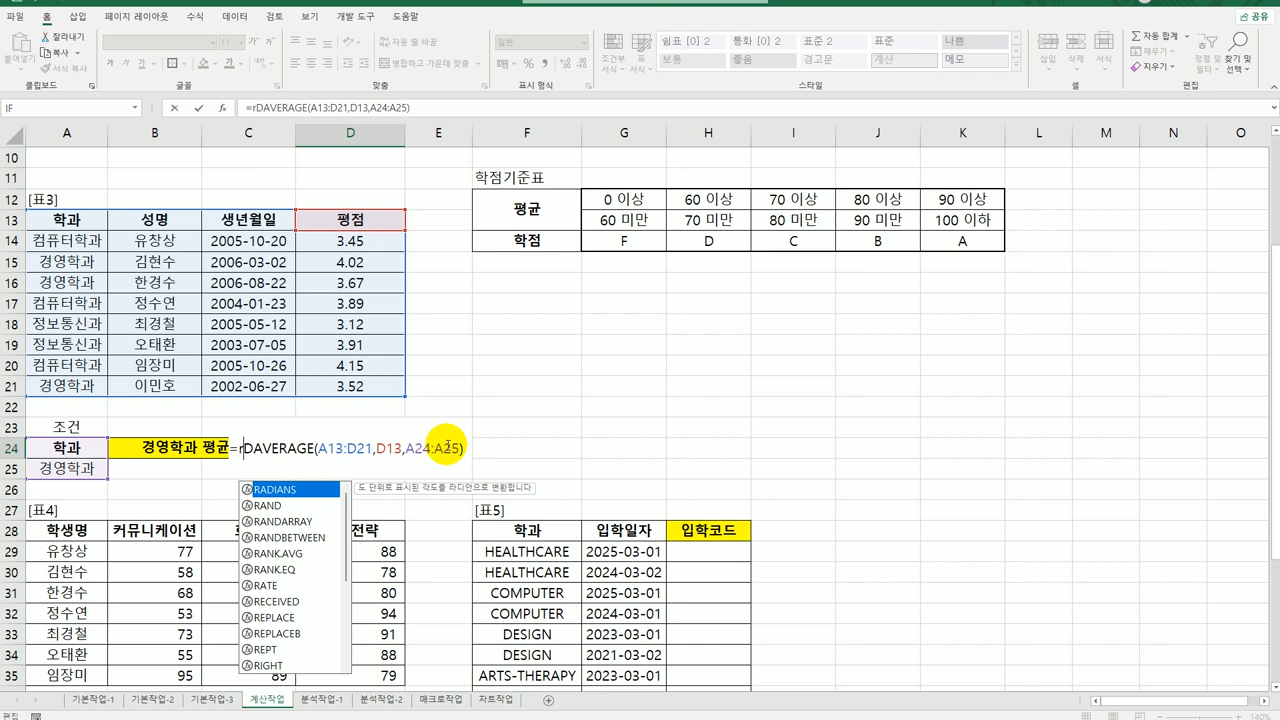 파일 홈 삽입 페이지 레이아웃 수식 데이터 검토 보기 개발 도구 도움말 공유
잘라내기 11 자동 줄 바꿈 일반 쉼표 [0] 2 통화 [0] 2 표준 2 표준 나쁨 자동 합계
붙여넣기 복사 조건부 서식 표 서식 삽입 삭제 서식 채우기 정렬 및 필터 찾기 및 선택
서식 복사 병합하고 가운데 맞춤 보통 좋음 경고문 계산 메모 지우기
클립보드 글꼴 맞춤 표시 형식 스타일 셀 편집
IF =rDAVERAGE(A13:D21,D13,A24:A25)
A B C D E F G H I J K L M N O
10
11 학점기준표
12 [표3] 평균 0 이상 60 이상 70 이상 80 이상 90 이상
13 학과 성명 생년월일 평점 60 미만 70 미만 80 미만 90 미만 100 이하
14 컴퓨터학과 유창상 2005-10-20 3.45 학점 F D C B A
15 경영학과 김현수 2006-03-02 4.02
16 경영학과 한경수 2006-08-22 3.67
17 컴퓨터학과 정수연 2004-01-23 3.89
18 정보통신과 최경철 2005-05-12 3.12
19 정보통신과 오태환 2003-07-05 3.91
20 컴퓨터학과 임장미 2005-10-26 4.15
21 경영학과 이민호 2002-06-27 3.52
22
23 조건
24 학과 경영학과 평균 =rDAVERAGE(A13:D21,D13,A24:A25)
25 경영학과
26 RADIANS 도 단위로 표시된 각도를 라디안으로 변환합니다
RAND
RANDARRAY
RANDBETWEEN
RANK.AVG
RANK.EQ
RATE
RECEIVED
REPLACE
REPLACEB
REPT
RIGHT
27 [표4] [표5]
28 학생명 커뮤니케이션 전략 학과 입학일자 입학코드
29 유창상 77 88 HEALTHCARE 2025-03-01
30 김현수 58 78 HEALTHCARE 2024-03-02
31 한경수 68 80 COMPUTER 2025-03-01
32 정수연 53 94 COMPUTER 2024-03-01
33 최경철 73 91 DESIGN 2023-03-01
34 오태환 55 88 DESIGN 2021-03-02
35 임장미 95 89 79 ARTS-THERAPY 2023-03-01
기본작업-1 기본작업-2 기본작업-3 계산작업 분석작업-1 분석작업-2 매크로작업 차트작업
편집 140%